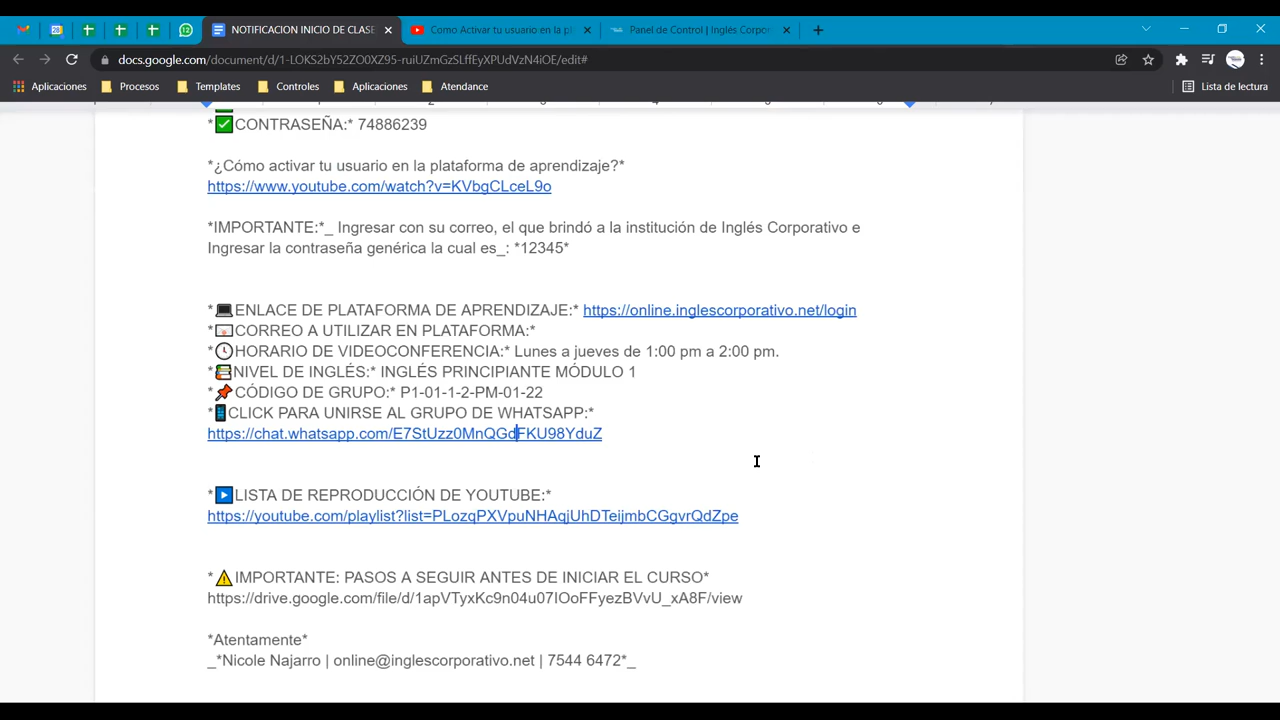 NOTIFICACION INICIO DE CLASE
Como Activar tu usuario en la pl
Panel de Control | Inglés Corpor
docs.google.com/document/d/1-LOKS2bY52ZO0XZ95-ruiUZmGzSLffEyXPUdVzN4iOE/edit#
Aplicaciones Procesos Templates Controles Aplicaciones Atendance Lista de lectura
*✅CONTRASEÑA:* 74886239
*¿Cómo activar tu usuario en la plataforma de aprendizaje?*
https://www.youtube.com/watch?v=KVbgCLceL9o
*IMPORTANTE:*_ Ingresar con su correo, el que brindó a la institución de Inglés Corporativo e
Ingresar la contraseña genérica la cual es_: *12345*
*💻ENLACE DE PLATAFORMA DE APRENDIZAJE:* https://online.inglescorporativo.net/login
*📧CORREO A UTILIZAR EN PLATAFORMA:*
*🕒HORARIO DE VIDEOCONFERENCIA:* Lunes a jueves de 1:00 pm a 2:00 pm.
*📚NIVEL DE INGLÉS:* INGLÉS PRINCIPIANTE MÓDULO 1
*📌CÓDIGO DE GRUPO:* P1-01-1-2-PM-01-22
*📱CLICK PARA UNIRSE AL GRUPO DE WHATSAPP:*
https://chat.whatsapp.com/E7StUzz0MnQGdFKU98YduZ
*▶️LISTA DE REPRODUCCIÓN DE YOUTUBE:*
https://youtube.com/playlist?list=PLozqPXVpuNHAqjUhDTeijmbCGgvrQdZpe
*⚠️IMPORTANTE: PASOS A SEGUIR ANTES DE INICIAR EL CURSO*
https://drive.google.com/file/d/1apVTyxKc9n04u07IOoFFyezBVvU_xA8F/view
*Atentamente*
_*Nicole Najarro | online@inglescorporativo.net | 7544 6472*_